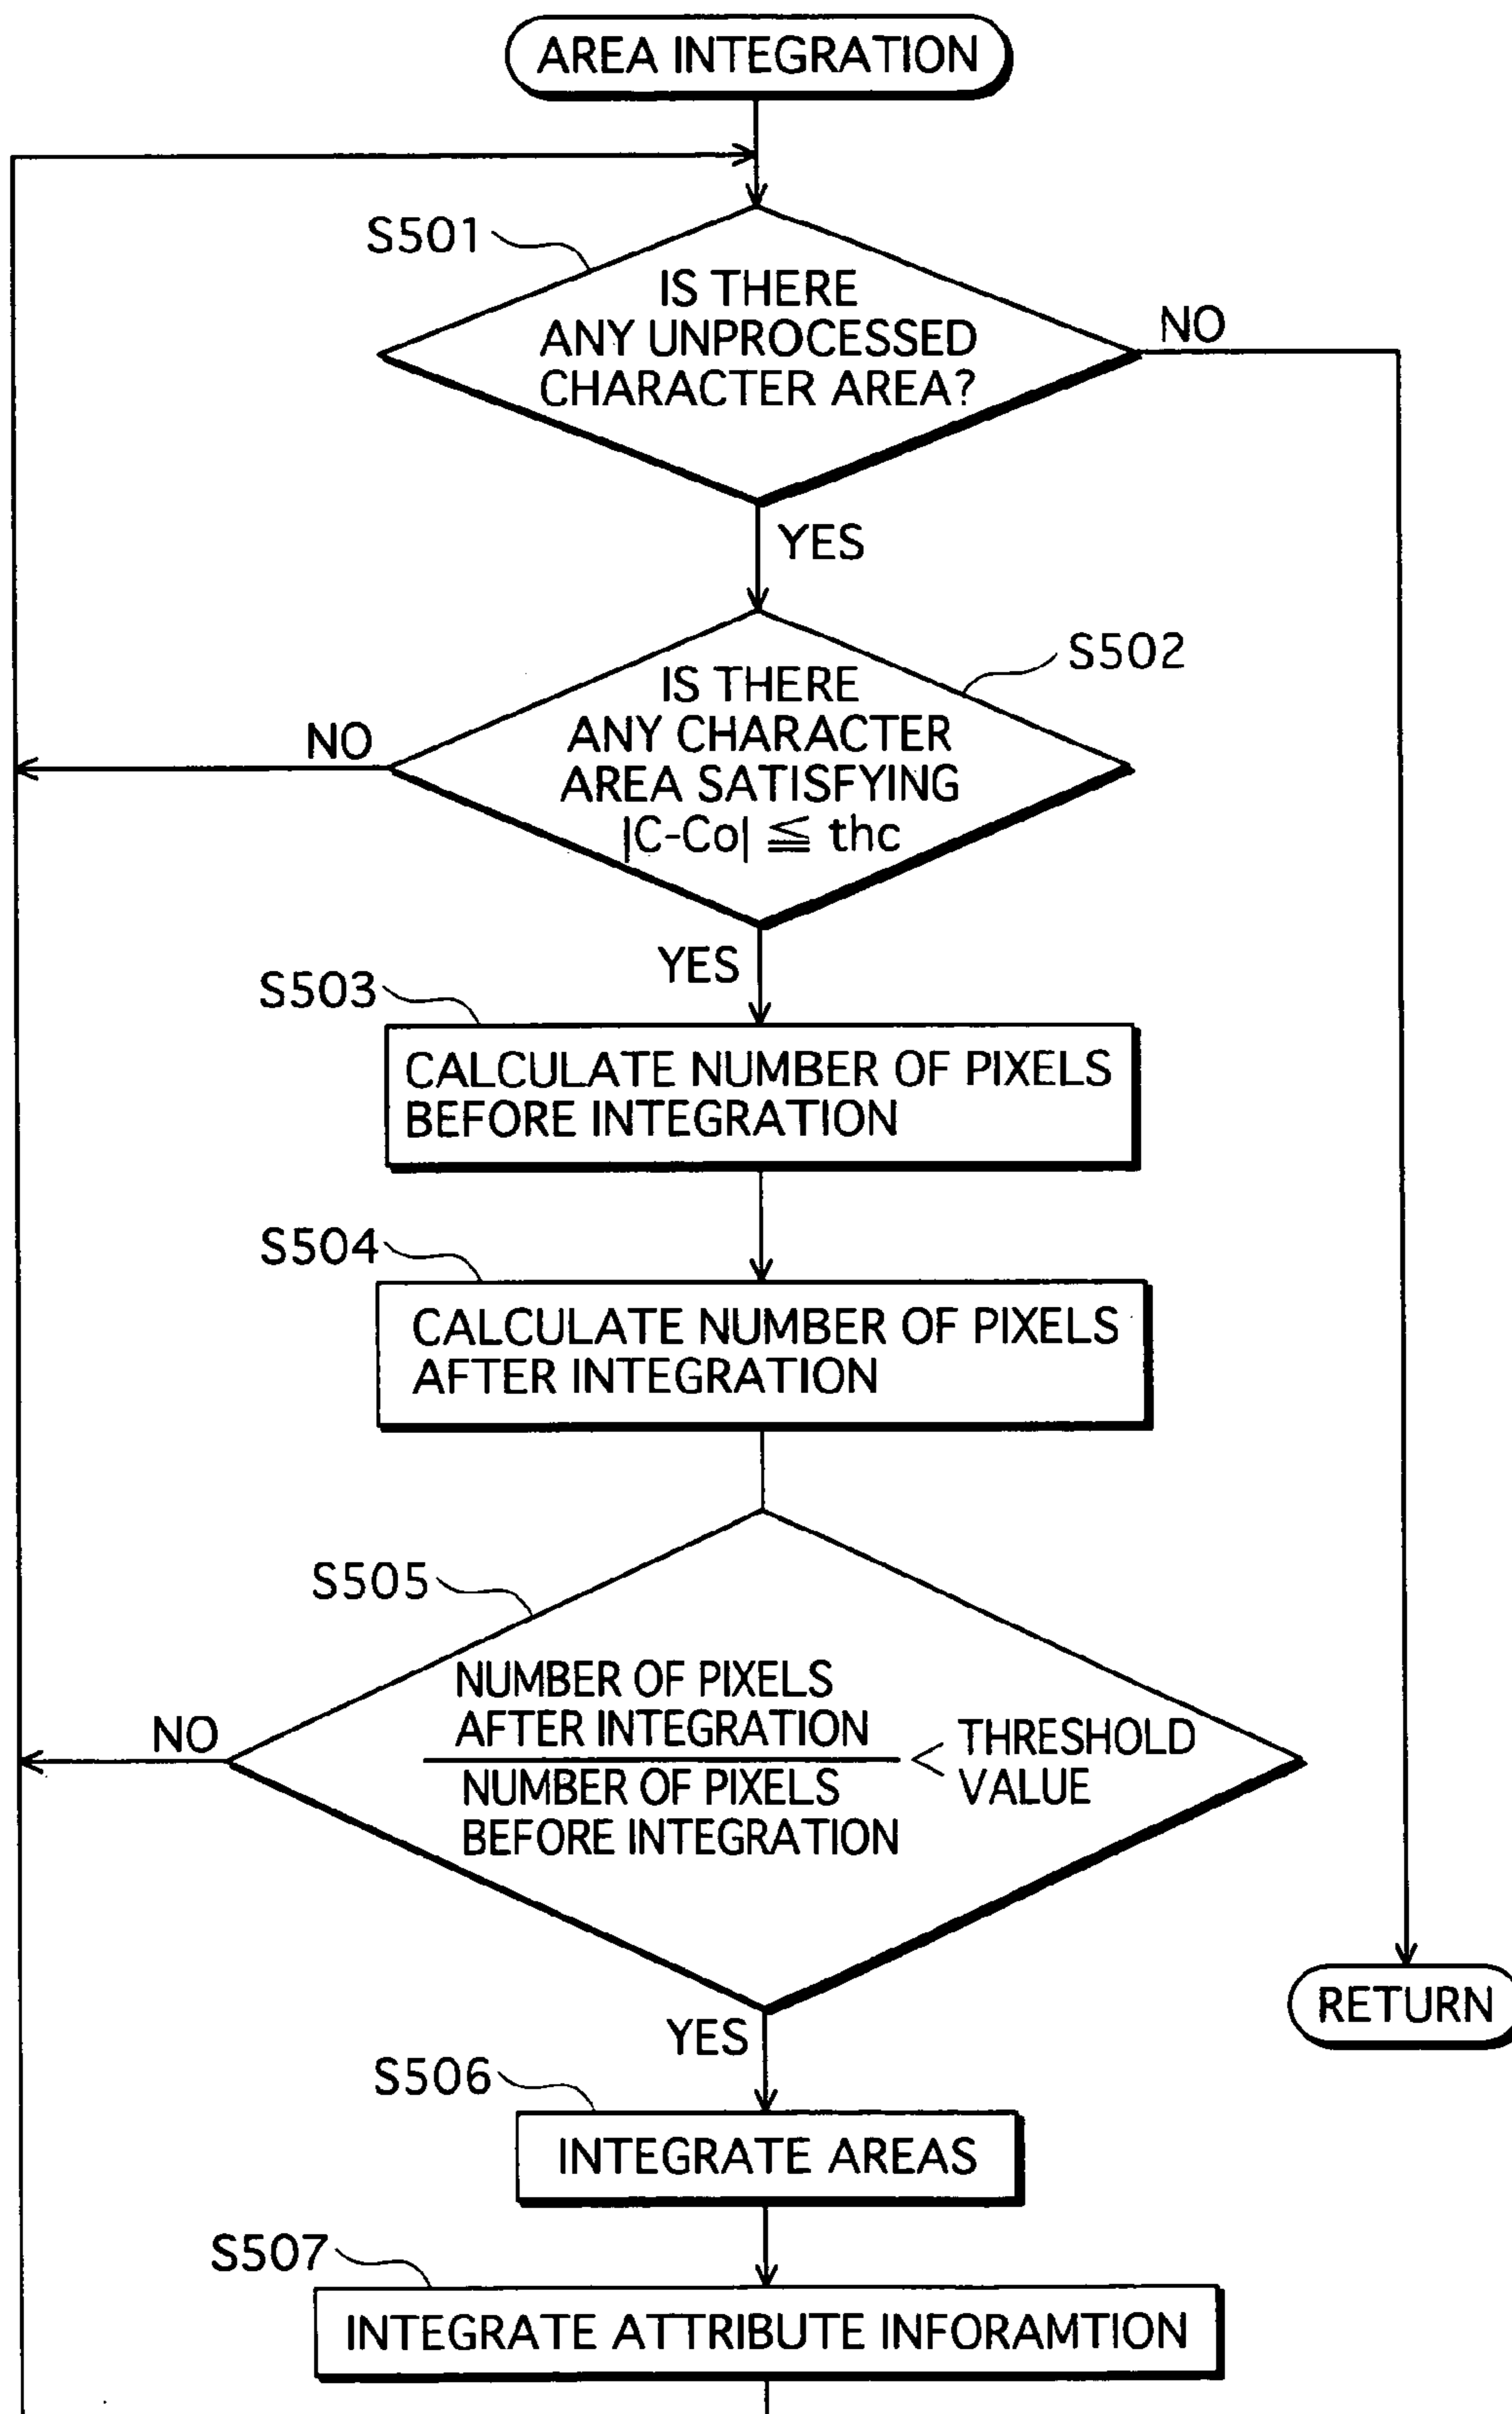 AREA INTEGRATION
S501
IS THERE
ANY UNPROCESSED
CHARACTER AREA?
NO
YES
S502
IS THERE
ANY CHARACTER
AREA SATISFYING
|C-Co| ≦ thc
NO
YES
S503
CALCULATE NUMBER OF PIXELS
BEFORE INTEGRATION
S504
CALCULATE NUMBER OF PIXELS
AFTER INTEGRATION
S505
NUMBER OF PIXELS
AFTER INTEGRATION
NUMBER OF PIXELS
BEFORE INTEGRATION
< THRESHOLD
VALUE
NO
YES
RETURN
S506
INTEGRATE AREAS
S507
INTEGRATE ATTRIBUTE INFORAMTION